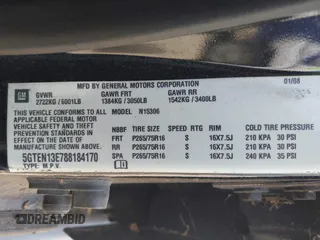 MFD BY GENERAL MOTORS CORPORATION
01/08
GM
GVWR GAWR FRT GAWR RR
2722KG / 6001LB 1384KG / 3050LB 1542KG / 3400LB
THIS VEHICLE CONFORMS TO ALL MODEL N15306
APPLICABLE FEDERAL MOTOR
VEHICLE SAFETY AND THEFT
PREVENTION STANDARDS IN
EFFECT ON THE DATE OF
MANUFACTURE SHOWN ABOVE.
NBBF TIRE SIZE SPEED RTG RIM COLD TIRE PRESSURE
FRT P265/75R16 S 16X7.5J 210 KPA 30 PSI
RR P265/75R16 S 16X7.5J 210 KPA 30 PSI
SPA P265/75R16 S 16X7.5J 240 KPA 35 PSI
5GTEN13E788184170
TYPE: M.P.V.
DREAMBID